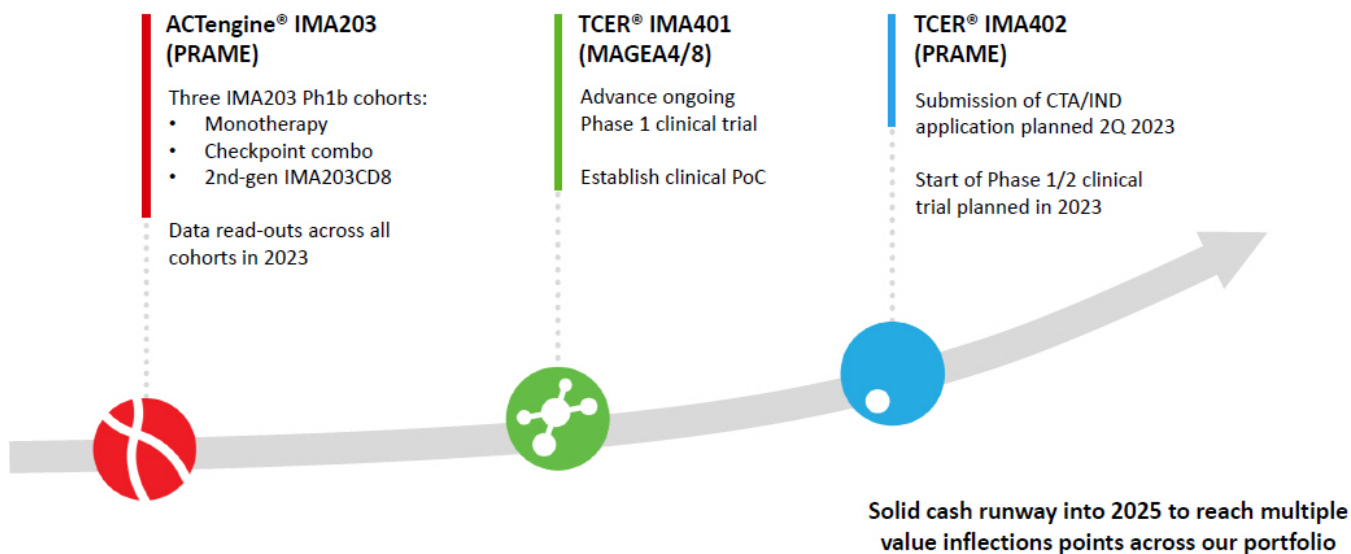 ACTengine® IMA203
(PRAME)
Three IMA203 Ph1b cohorts:
• Monotherapy
• Checkpoint combo
• 2nd-gen IMA203CD8
Data read-outs across all
cohorts in 2023
TCER® IMA401
(MAGEA4/8)
Advance ongoing
Phase 1 clinical trial
Establish clinical PoC
TCER® IMA402
(PRAME)
Submission of CTA/IND
application planned 2Q 2023
Start of Phase 1/2 clinical
trial planned in 2023
Solid cash runway into 2025 to reach multiple
value inflections points across our portfolio